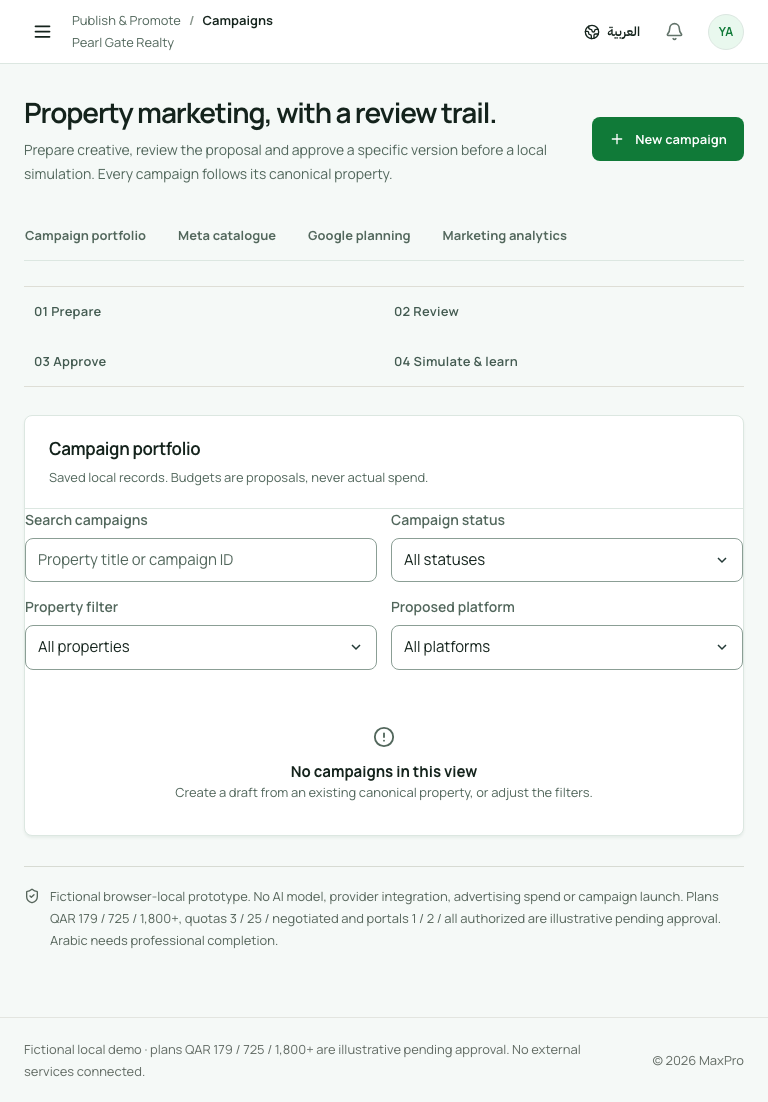 Publish & Promote / Campaigns
Pearl Gate Realty
العربية
YA
Property marketing, with a review trail.
Prepare creative, review the proposal and approve a specific version before a local
simulation. Every campaign follows its canonical property.
New campaign
Campaign portfolio
Meta catalogue
Google planning
Marketing analytics
01 Prepare
02 Review
03 Approve
04 Simulate & learn
Campaign portfolio
Saved local records. Budgets are proposals, never actual spend.
Search campaigns
Campaign status
Property title or campaign ID
All statuses
Property filter
Proposed platform
All properties
All platforms
No campaigns in this view
Create a draft from an existing canonical property, or adjust the filters.
Fictional browser-local prototype. No AI model, provider integration, advertising spend or campaign launch. Plans
QAR 179 / 725 / 1,800+, quotas 3 / 25 / negotiated and portals 1 / 2 / all authorized are illustrative pending approval.
Arabic needs professional completion.
Fictional local demo · plans QAR 179 / 725 / 1,800+ are illustrative pending approval. No external
services connected.
© 2026 MaxPro